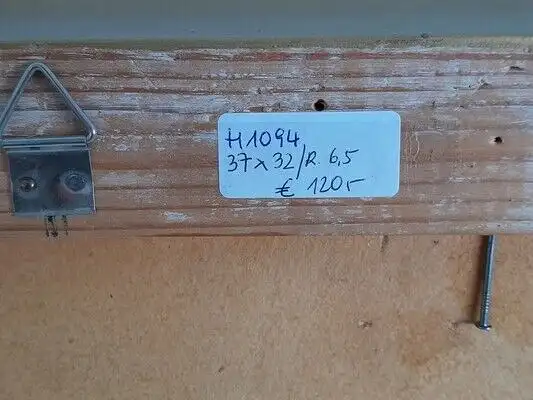 H1094
37x32/R. 6,5
€ 120,-